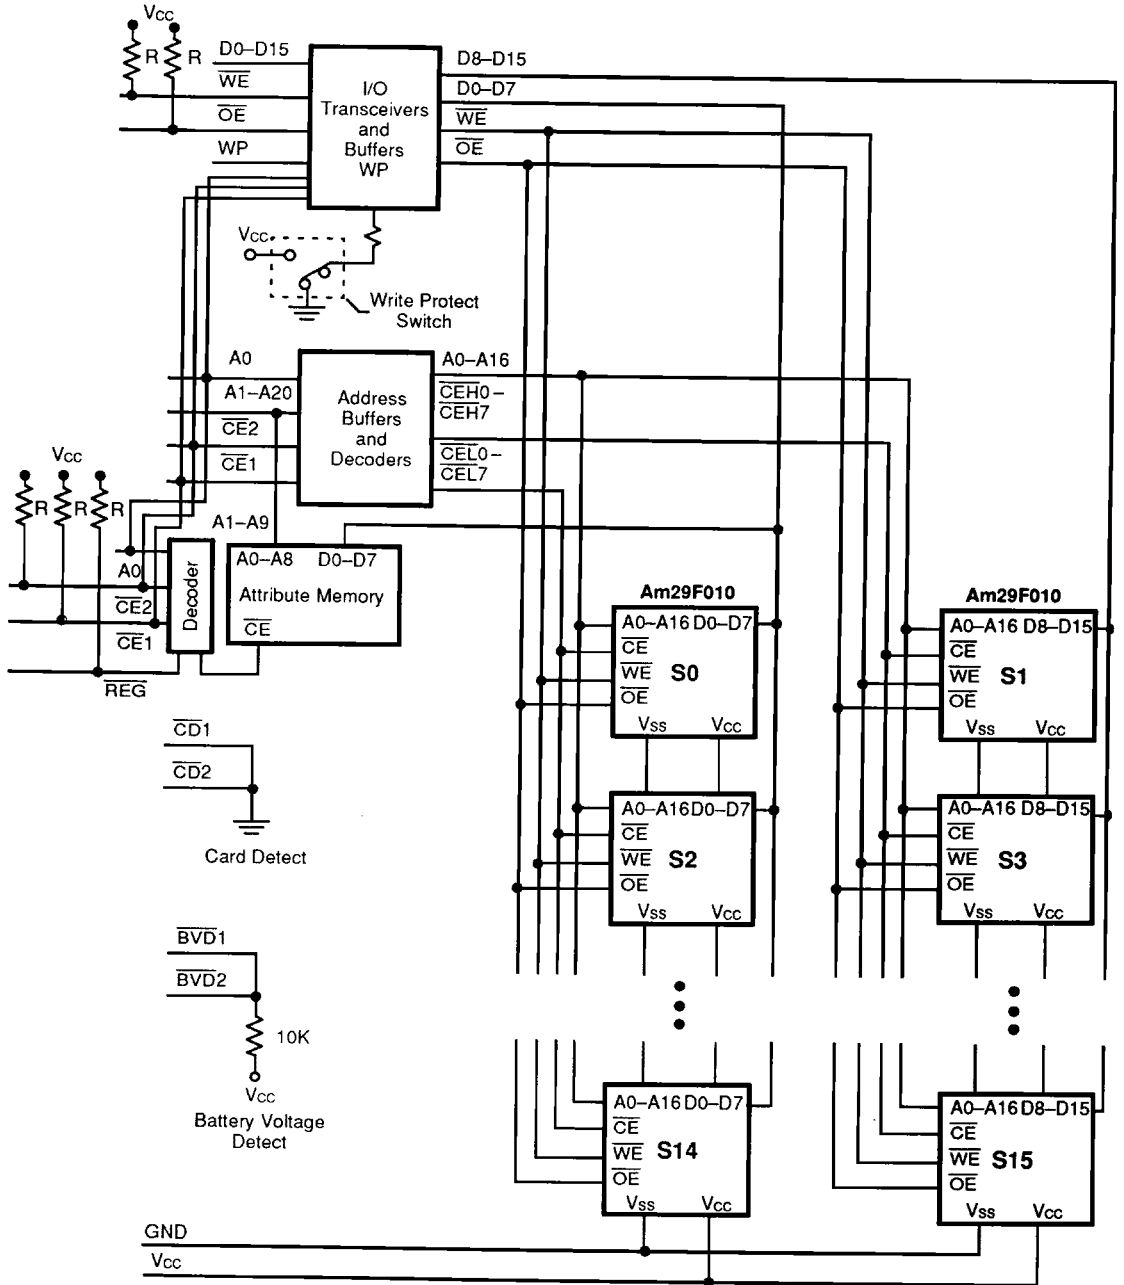 VCC
R
R
D0–D15
WE
OE
WP
I/O
Transceivers
and
Buffers
WP
D8–D15
D0–D7
WE
OE
VCC
Write Protect
Switch
A0
A1–A20
CE2
CE1
Address
Buffers
and
Decoders
A0–A16
CEH0–
CEH7
CEL0–
CEL7
VCC
R
R
R
A1–A9
A0
CE2
CE1
REG
Decoder
A0–A8 D0–D7
Attribute Memory
CE
Am29F010
A0–A16 D0–D7
CE
WE
OE
S0
VSS VCC
Am29F010
A0–A16 D8–D15
CE
WE
OE
S1
VSS VCC
CD1
CD2
Card Detect
A0–A16 D0–D7
CE
WE
OE
S2
VSS VCC
A0–A16 D8–D15
CE
WE
OE
S3
VSS VCC
BVD1
BVD2
10K
VCC
Battery Voltage
Detect
A0–A16 D0–D7
CE
WE
OE
S14
VSS VCC
A0–A16 D8–D15
CE
WE
OE
S15
VSS VCC
GND
VCC